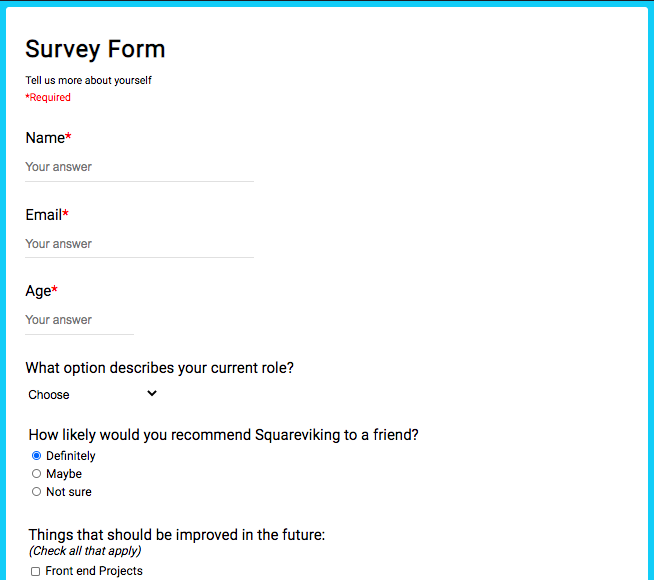 Survey Form
Tell us more about yourself
*Required
Name*
Your answer
Email*
Your answer
Age*
Your answer
What option describes your current role?
Choose
How likely would you recommend Squareviking to a friend?
Definitely
Maybe
Not sure
Things that should be improved in the future:
(Check all that apply)
Front end Projects